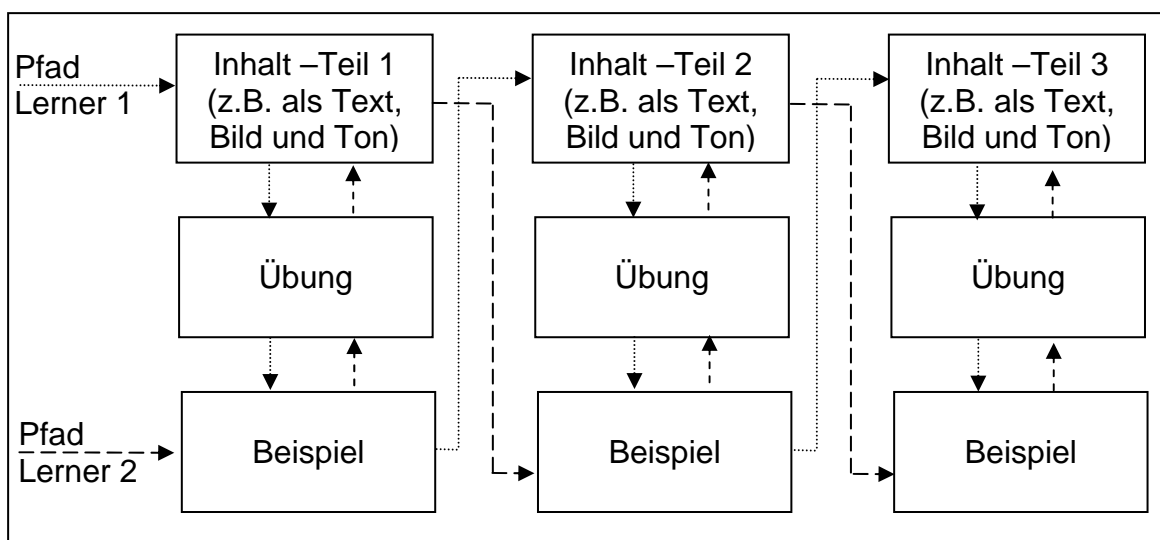 Pfad
Lerner 1
Inhalt –Teil 1
(z.B. als Text,
Bild und Ton)
Inhalt –Teil 2
(z.B. als Text,
Bild und Ton)
Inhalt –Teil 3
(z.B. als Text,
Bild und Ton)
Übung
Übung
Übung
Pfad
Lerner 2
Beispiel
Beispiel
Beispiel